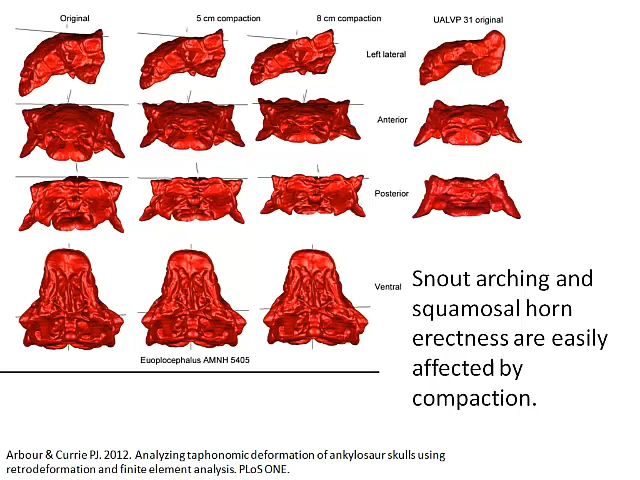 Original
5 cm compaction
8 cm compaction
UALVP 31 original
Left lateral
Anterior
Posterior
Ventral
Euoplocephalus AMNH 5405
Snout arching and
squamosal horn
erectness are easily
affected by
compaction.
Arbour & Currie PJ. 2012. Analyzing taphonomic deformation of ankylosaur skulls using
retrodeformation and finite element analysis. PLoS ONE.